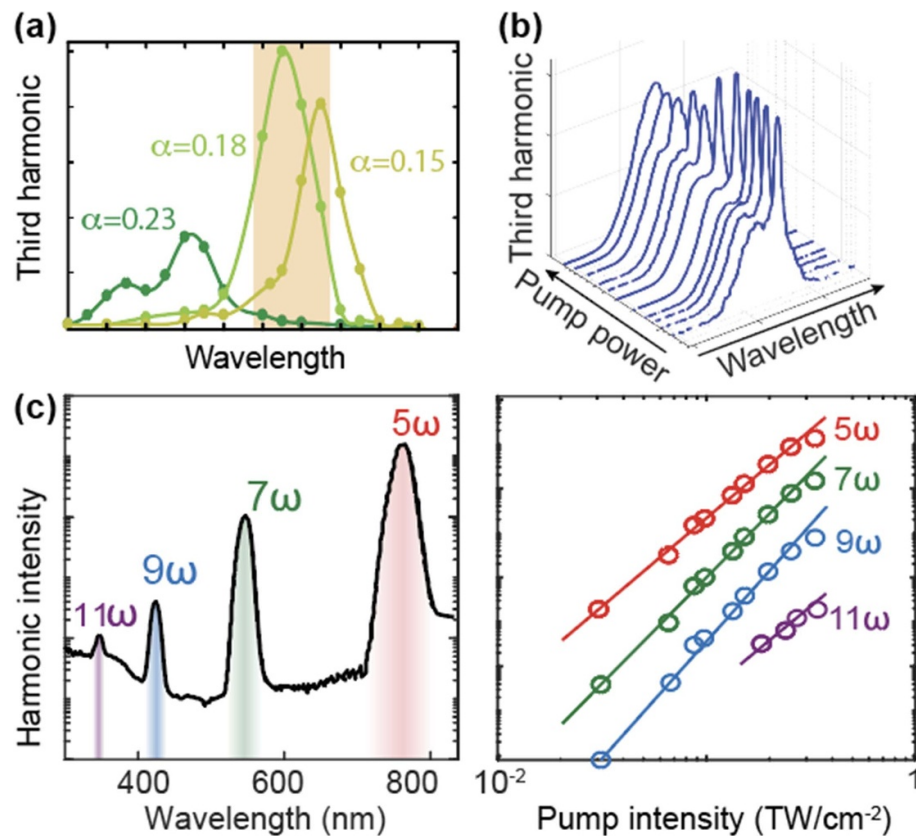 (a)
Third harmonic
α=0.18
α=0.15
α=0.23
Wavelength
(b)
Third harmonic
Pump power
Wavelength
(c)
Harmonic intensity
5ω
7ω
9ω
11ω
400
600
800
Wavelength (nm)
5ω
7ω
9ω
11ω
10-2
1
Pump intensity (TW/cm-2)